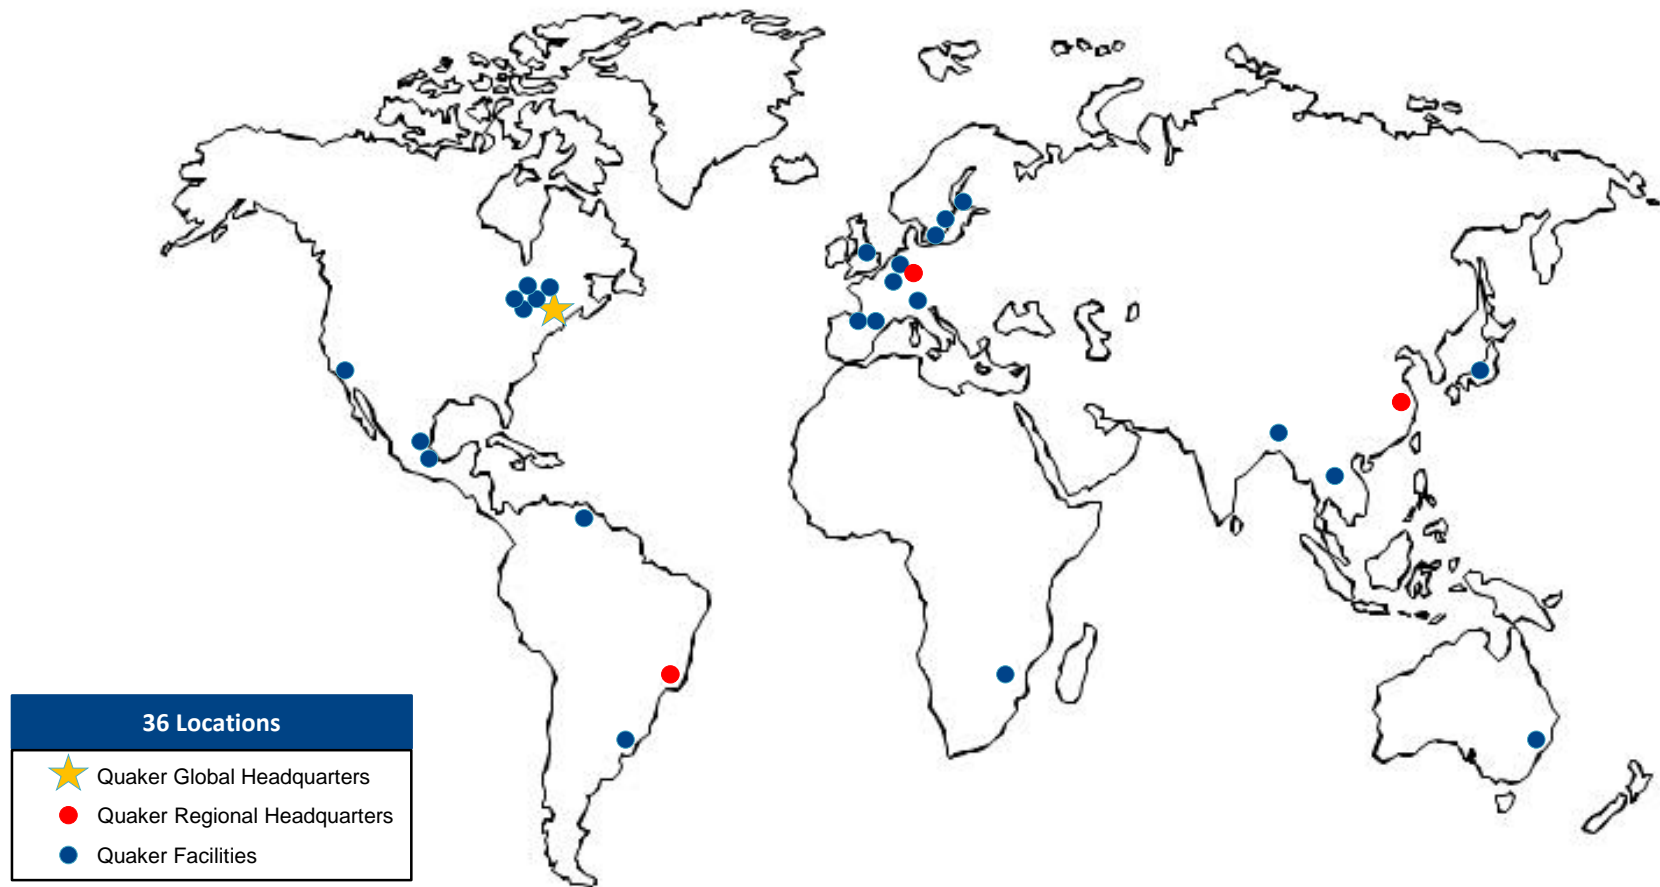 36 Locations
Quaker Global Headquarters
Quaker Regional Headquarters
Quaker Facilities